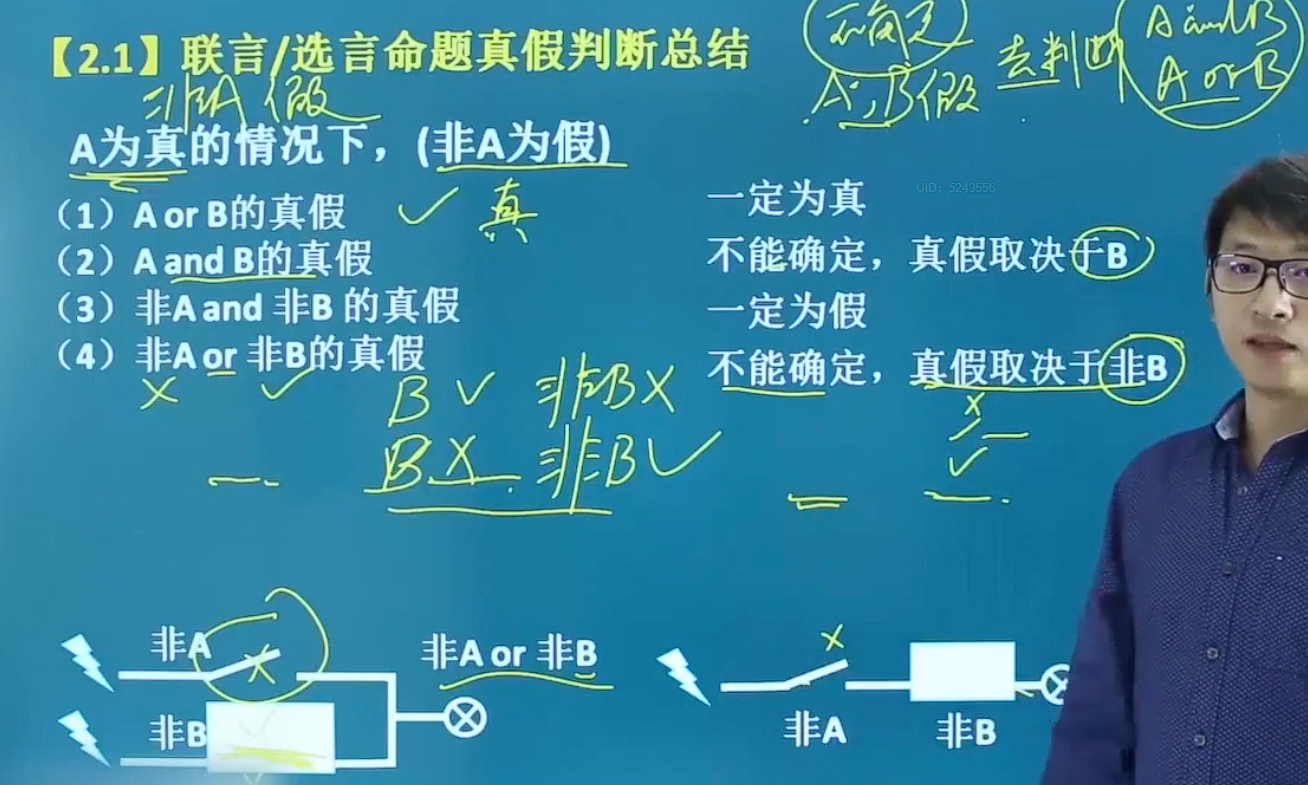 不确定
A、B假 去判断 A and B
A or B
【2.1】联言/选言命题真假判断总结
非A 假
A为真的情况下，(非A为假)
（1）A or B的真假 ✓ 真 一定为真
UID：5243556
（2）A and B的真假 不能确定，真假取决于B
（3）非A and 非B 的真假 一定为假
（4）非A or 非B的真假 不能确定，真假取决于非B
× ✓ B ✓ 非B× ×
B × 非B✓ ✓
非A 非A or 非B ×
非B 非A 非B